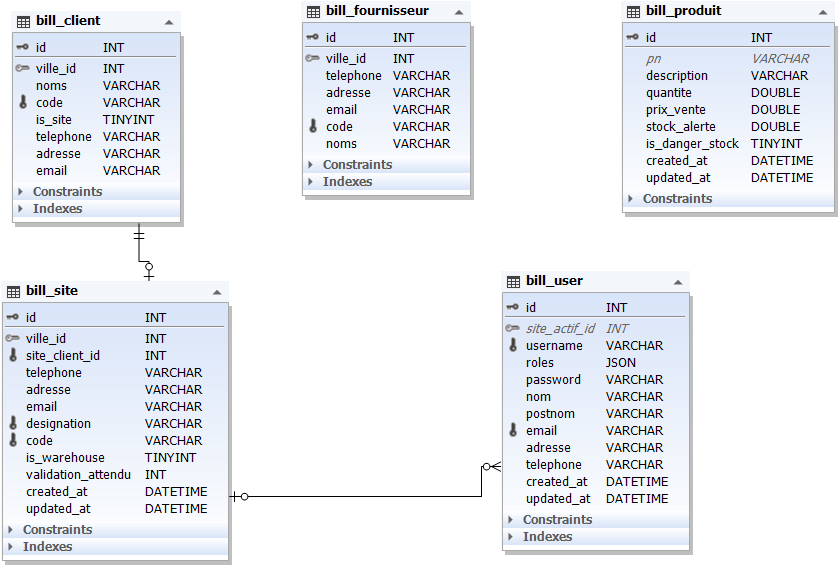 bill_client
id INT
ville_id INT
noms VARCHAR
code VARCHAR
is_site TINYINT
telephone VARCHAR
adresse VARCHAR
email VARCHAR
Constraints
Indexes
bill_fournisseur
id INT
ville_id INT
telephone VARCHAR
adresse VARCHAR
email VARCHAR
code VARCHAR
noms VARCHAR
Constraints
Indexes
bill_produit
id INT
pn VARCHAR
description VARCHAR
quantite DOUBLE
prix_vente DOUBLE
stock_alerte DOUBLE
is_danger_stock TINYINT
created_at DATETIME
updated_at DATETIME
Constraints
bill_site
id INT
ville_id INT
site_client_id INT
telephone VARCHAR
adresse VARCHAR
email VARCHAR
designation VARCHAR
code VARCHAR
is_warehouse TINYINT
validation_attendu INT
created_at DATETIME
updated_at DATETIME
Constraints
Indexes
bill_user
id INT
site_actif_id INT
username VARCHAR
roles JSON
password VARCHAR
nom VARCHAR
postnom VARCHAR
email VARCHAR
adresse VARCHAR
telephone VARCHAR
created_at DATETIME
updated_at DATETIME
Constraints
Indexes